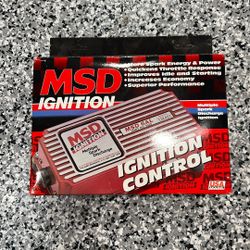 More Spark Energy & Power
• Quickens Throttle Response
• Improves Idle and Starting
• Increases Economy
• Superior Performance
MSD
IGNITION
Multiple
Spark
Discharge
Ignition
MSD
IGNITION
IGNITION
CONTROL
USA